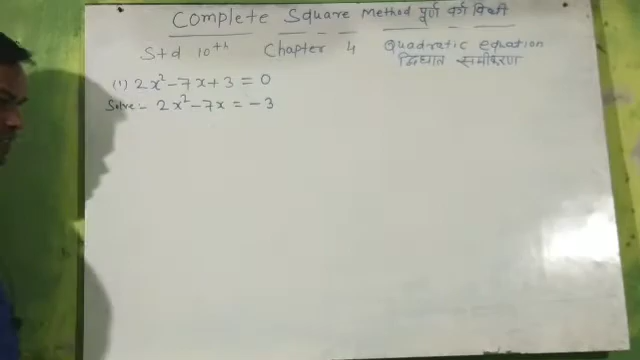 Complete Square Method पूर्ण वर्ग विधी
Std 10th Chapter 4 Quadratic equation
द्विघात समीकरण
(1) 2x²-7x+3=0
Solve:- 2x²-7x=-3